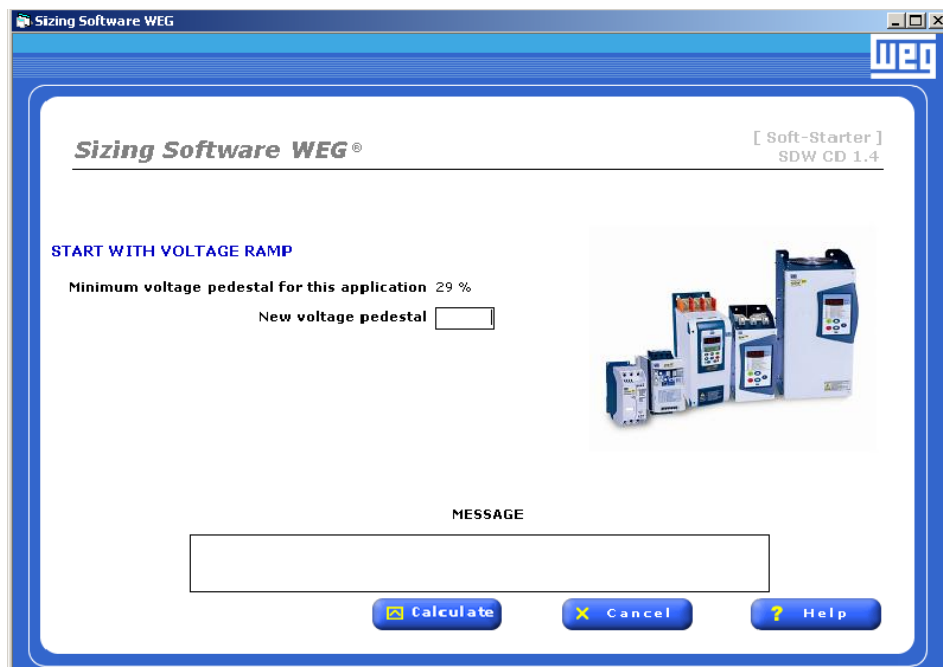 Sizing Software WEG
weg
Sizing Software WEG®
[ Soft-Starter ]
SDW CD 1.4
START WITH VOLTAGE RAMP
Minimum voltage pedestal for this application 29 %
New voltage pedestal
MESSAGE
Calculate
X Cancel
? Help